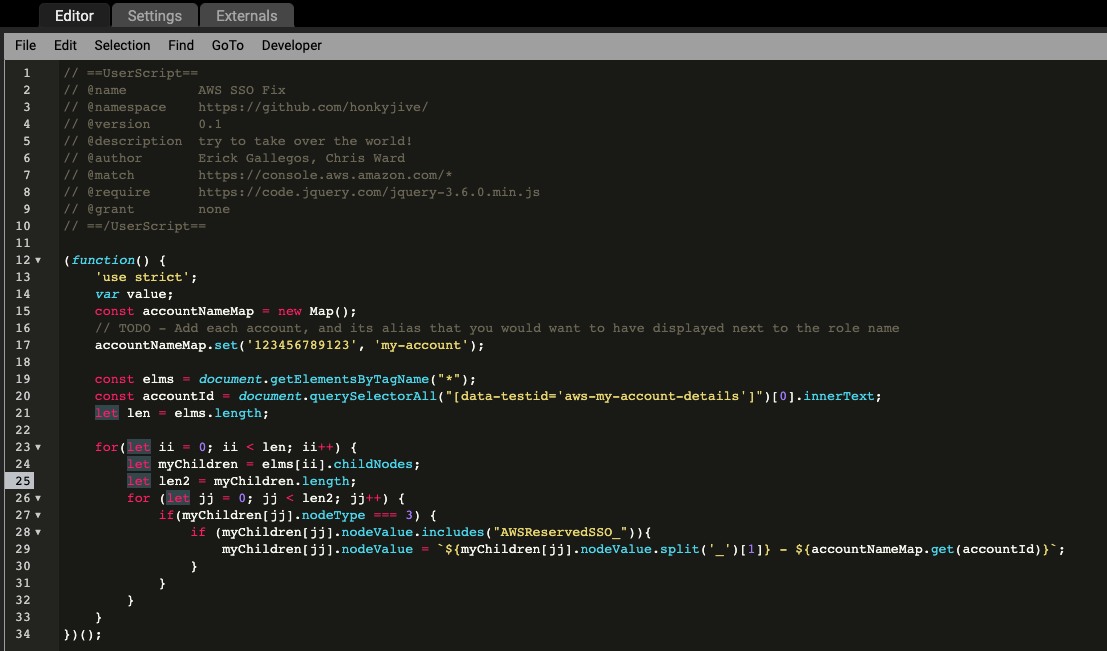 Editor Settings Externals
File Edit Selection Find GoTo Developer
1 // ==UserScript==
2 // @name         AWS SSO Fix
3 // @namespace    https://github.com/honkyjive/
4 // @version      0.1
5 // @description  try to take over the world!
6 // @author       Erick Gallegos, Chris Ward
7 // @match        https://console.aws.amazon.com/*
8 // @require      https://code.jquery.com/jquery-3.6.0.min.js
9 // @grant        none
10 // ==/UserScript==
11
12 (function() {
13     'use strict';
14     var value;
15     const accountNameMap = new Map();
16     // TODO - Add each account, and its alias that you would want to have displayed next to the role name
17     accountNameMap.set('123456789123', 'my-account');
18
19     const elms = document.getElementsByTagName("*");
20     const accountId = document.querySelectorAll("[data-testid='aws-my-account-details']")[0].innerText;
21     let len = elms.length;
22
23     for(let ii = 0; ii < len; ii++) {
24         let myChildren = elms[ii].childNodes;
25         let len2 = myChildren.length;
26         for (let jj = 0; jj < len2; jj++) {
27             if(myChildren[jj].nodeType === 3) {
28                 if (myChildren[jj].nodeValue.includes("AWSReservedSSO_")){
29                     myChildren[jj].nodeValue = `${myChildren[jj].nodeValue.split('_')[1]} - ${accountNameMap.get(accountId)}`;
30                 }
31             }
32         }
33     }
34 })();